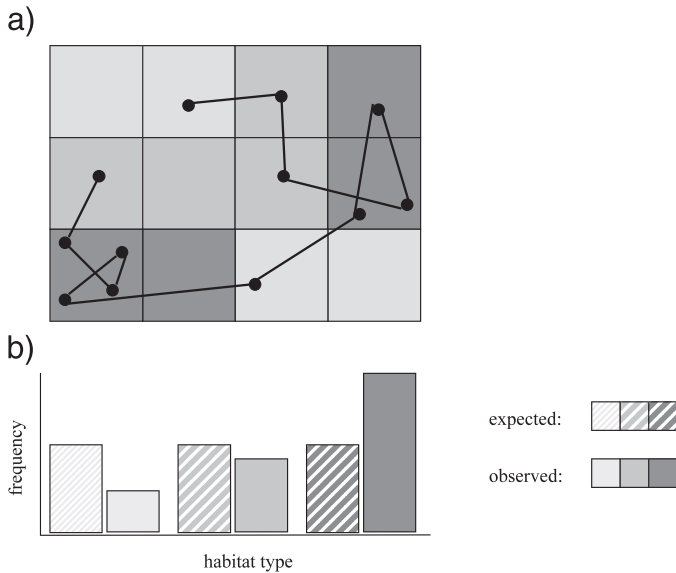 a)
b)
frequency
expected:
observed:
habitat type